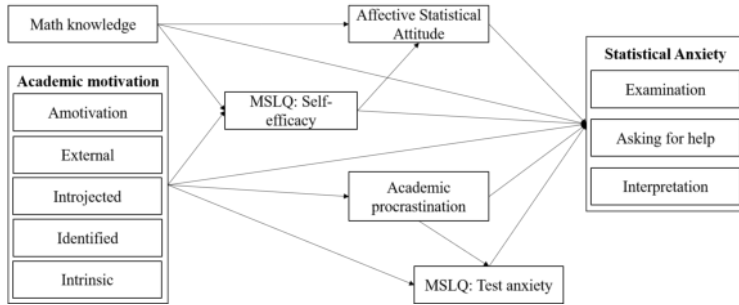 Math knowledge
Affective Statistical
Attitude
Academic motivation
Amotivation
External
Introjected
Identified
Intrinsic
MSLQ: Self-
efficacy
Academic
procrastination
MSLQ: Test anxiety
Statistical Anxiety
Examination
Asking for help
Interpretation